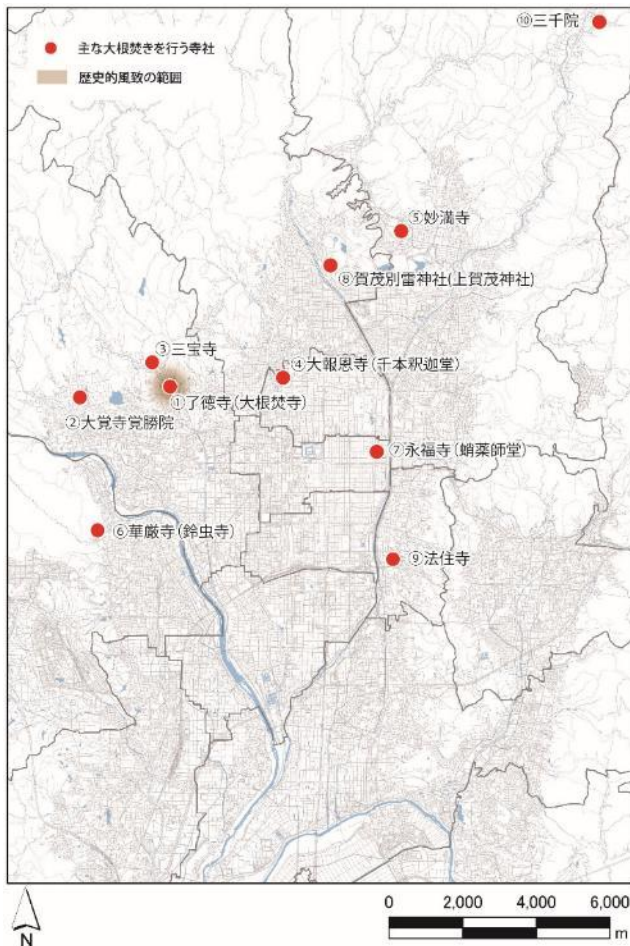 ⑩三千院
主な大根焚きを行う寺社
歴史的風致の範囲
⑤妙満寺
⑧賀茂別雷神社(上賀茂神社)
③三宝寺
④大報恩寺(千本釈迦堂)
①了徳寺(大根焚寺)
②大覚寺覚勝院
⑦永福寺(蛸薬師堂)
⑥華厳寺(鈴虫寺)
⑨法住寺
0 2,000 4,000 6,000
m
N